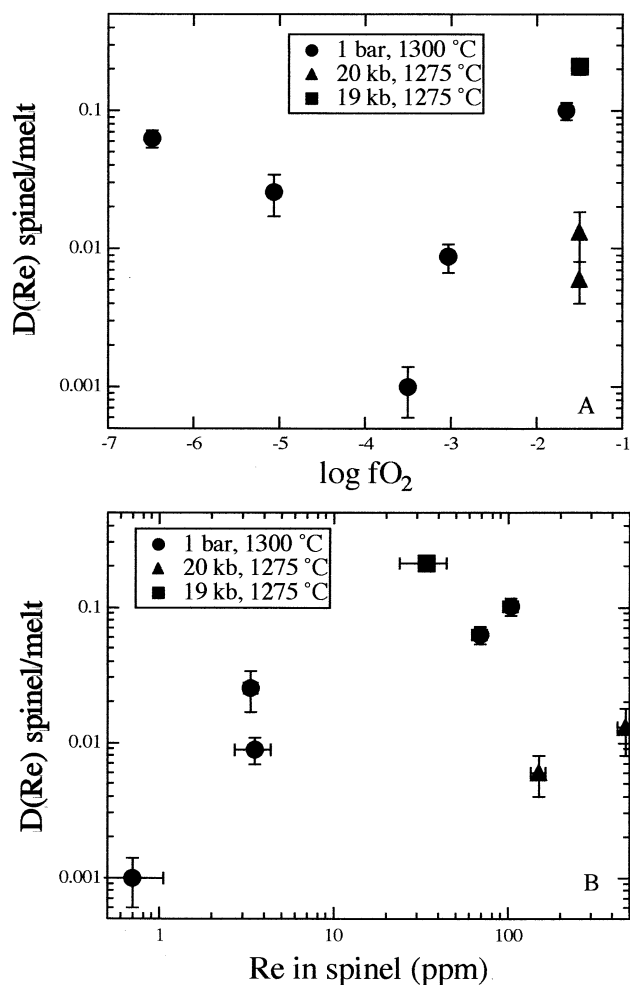 1 bar, 1300 °C
20 kb, 1275 °C
19 kb, 1275 °C
0.1
0.01
0.001
D(Re) spinel/melt
A
-7 -6 -5 -4 -3 -2 -1
log fO2
1 bar, 1300 °C
20 kb, 1275 °C
19 kb, 1275 °C
0.1
0.01
0.001
D(Re) spinel/melt
B
1 10 100
Re in spinel (ppm)